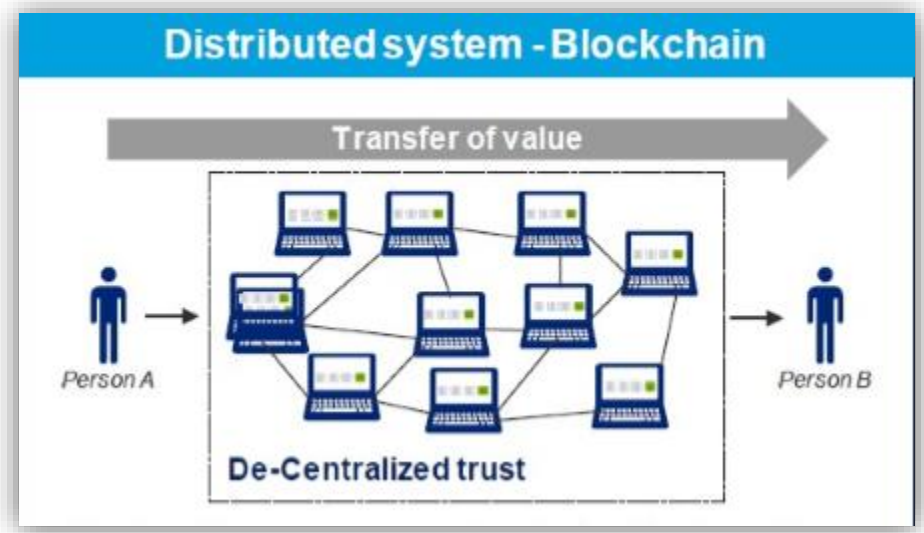 Distributed system - Blockchain
Transfer of value
Person A
Person B
De-Centralized trust